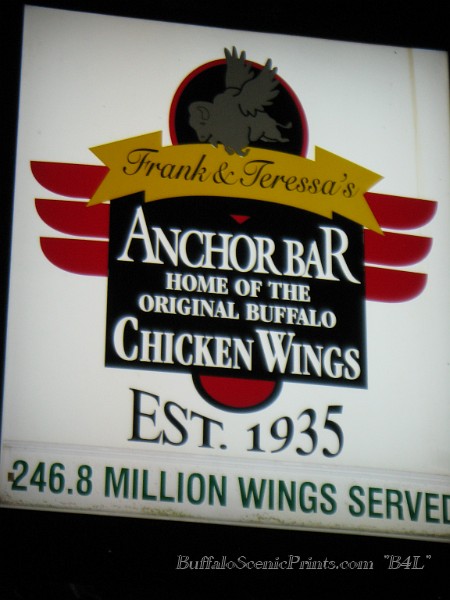 Frank & Teressa's
ANCHOR BAR
HOME OF THE
ORIGINAL BUFFALO
CHICKEN WINGS
EST. 1935
246.8 MILLION WINGS SERVED
BuffaloScenicPrints.com "B4L"